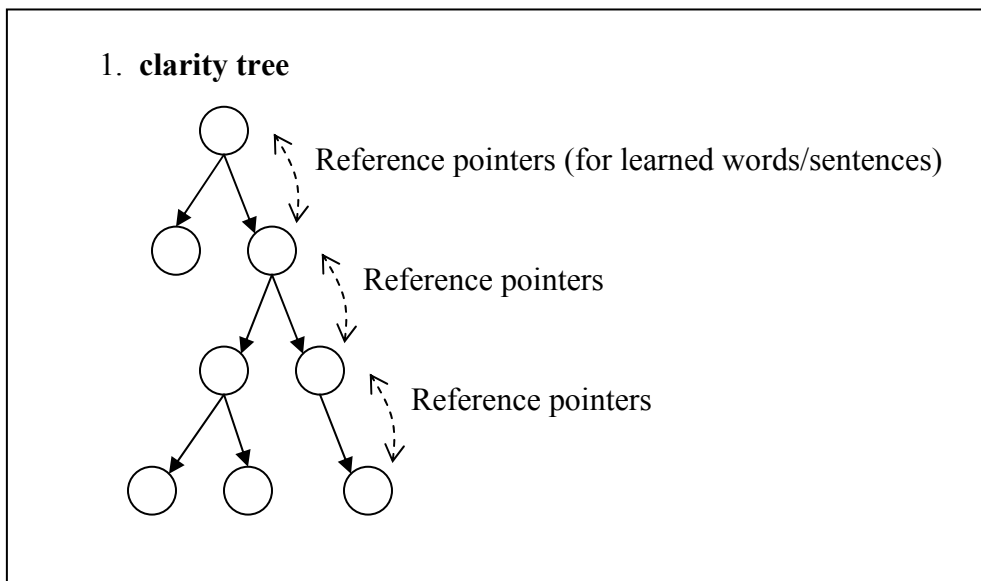 1. clarity tree
Reference pointers (for learned words/sentences)
Reference pointers
Reference pointers